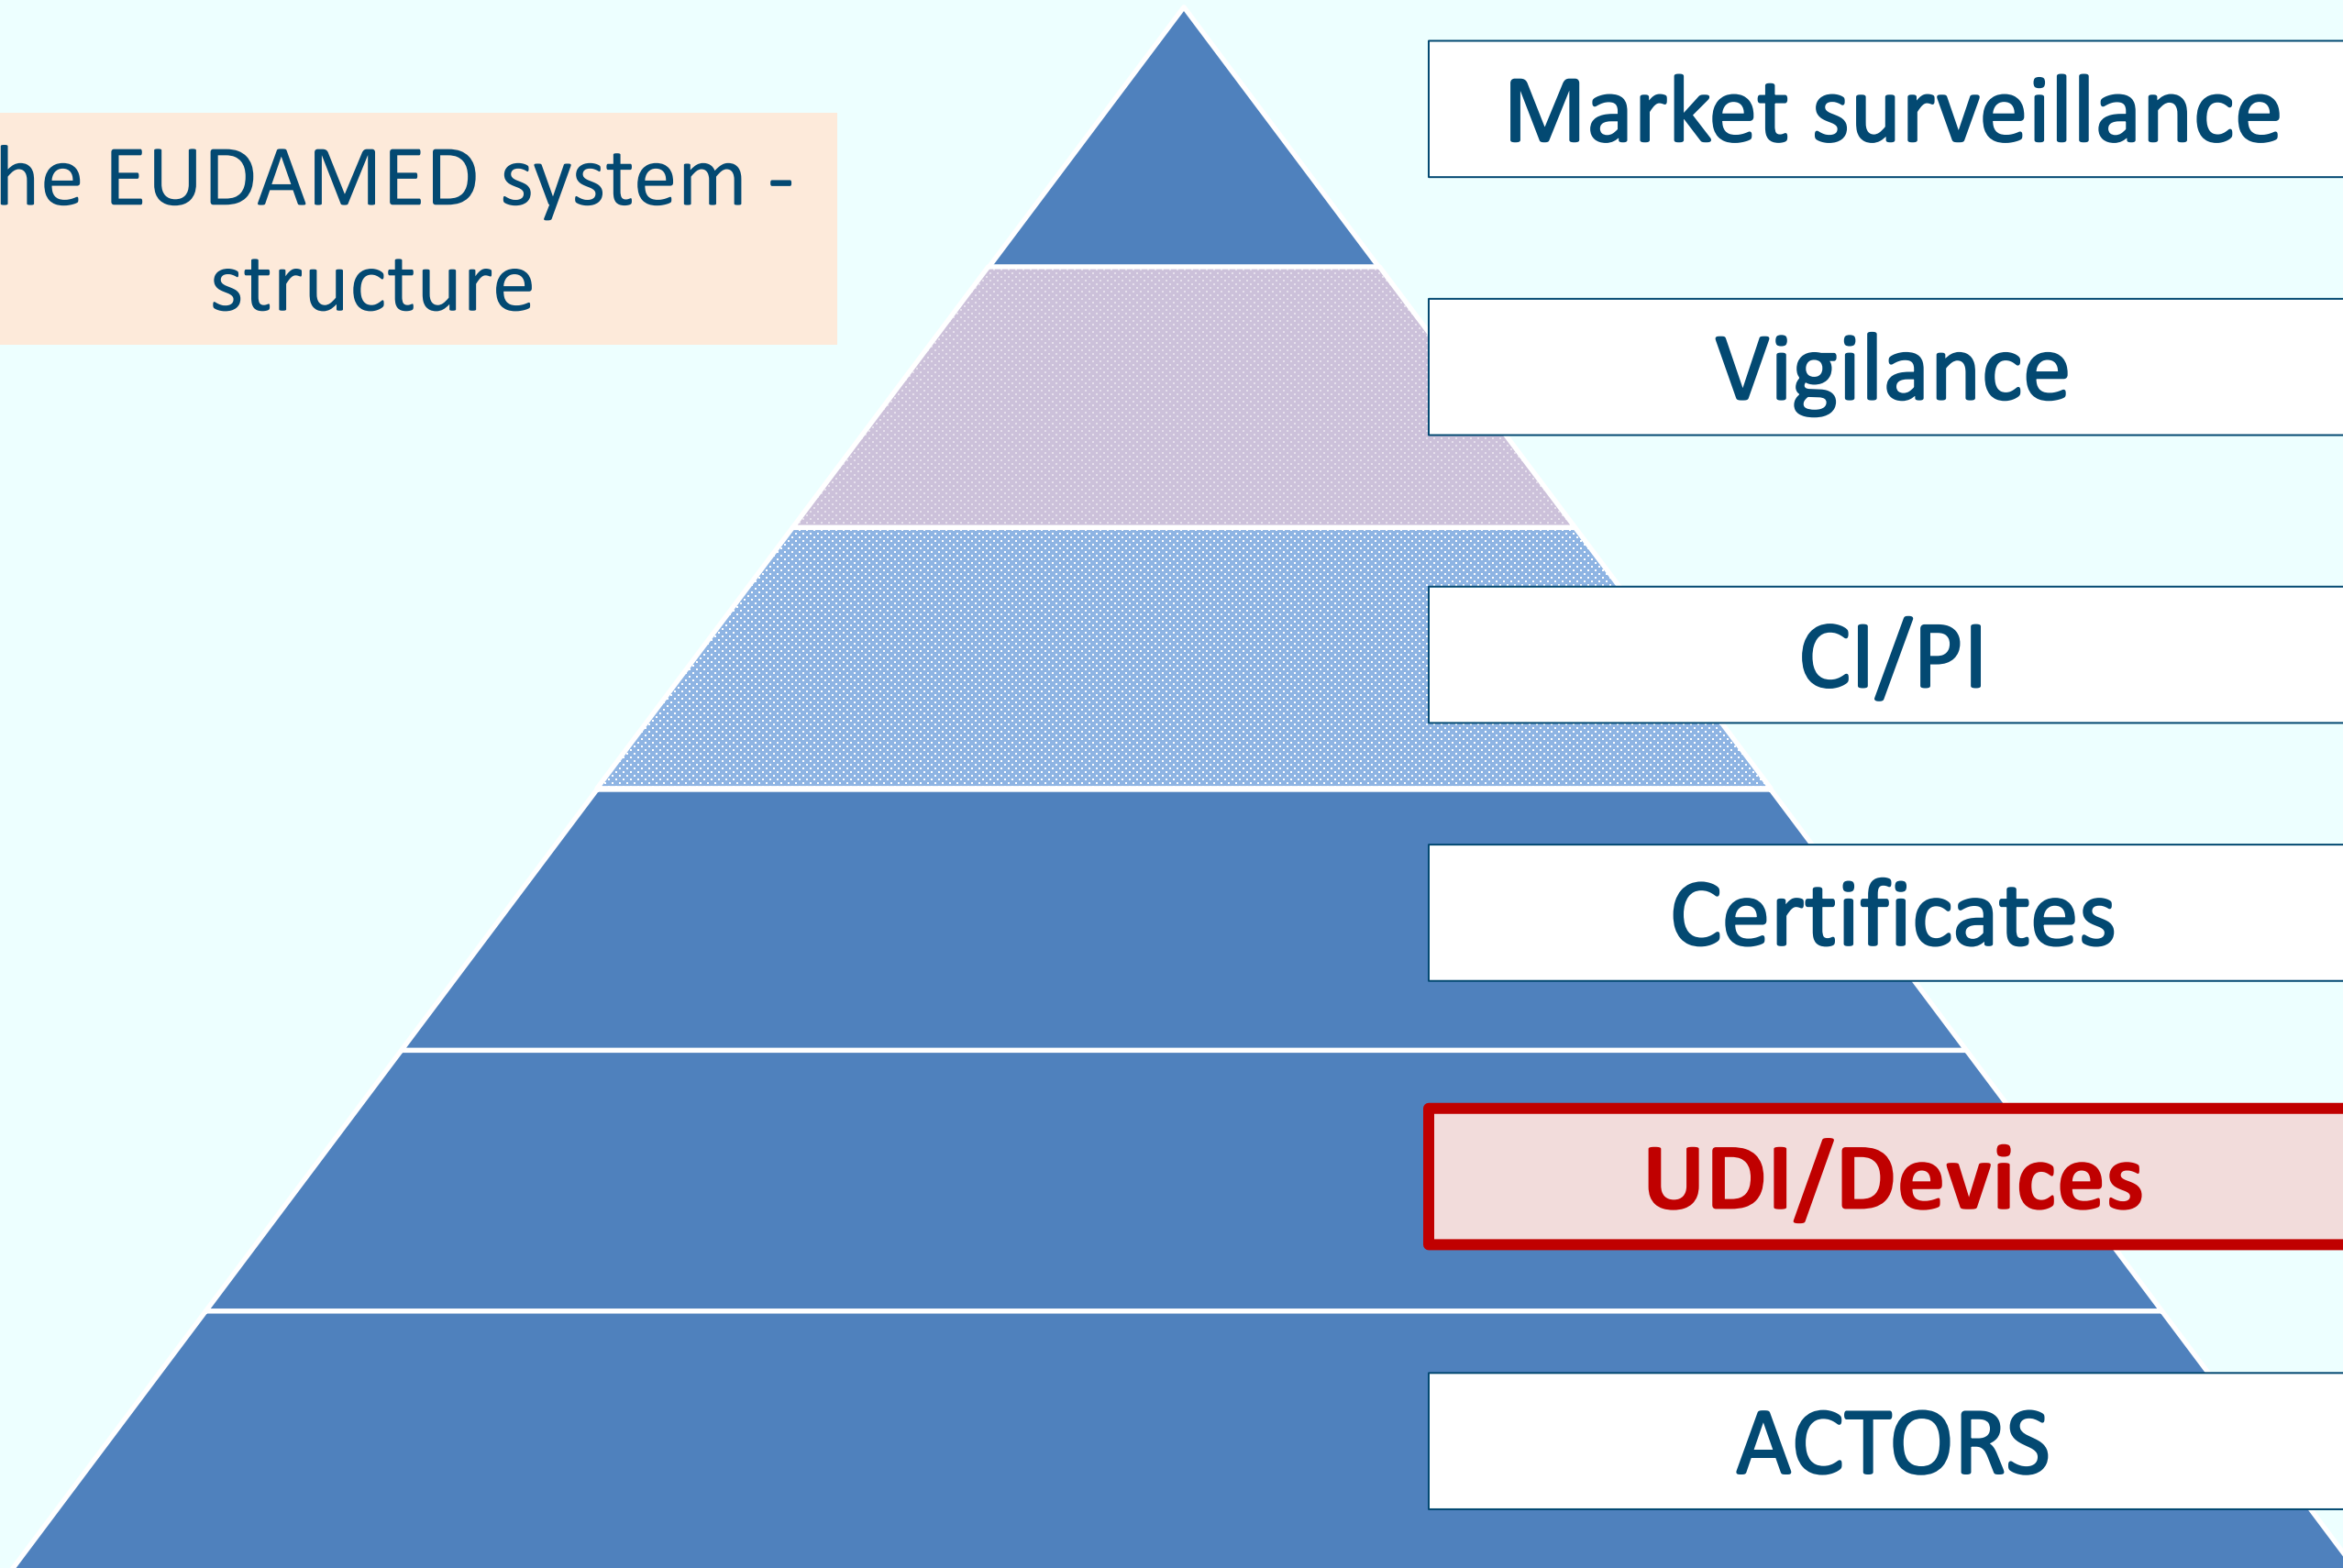 he EUDAMED system -
structure
Market surveillance
Vigilance
CI/PI
Certificates
UDI/Devices
ACTORS